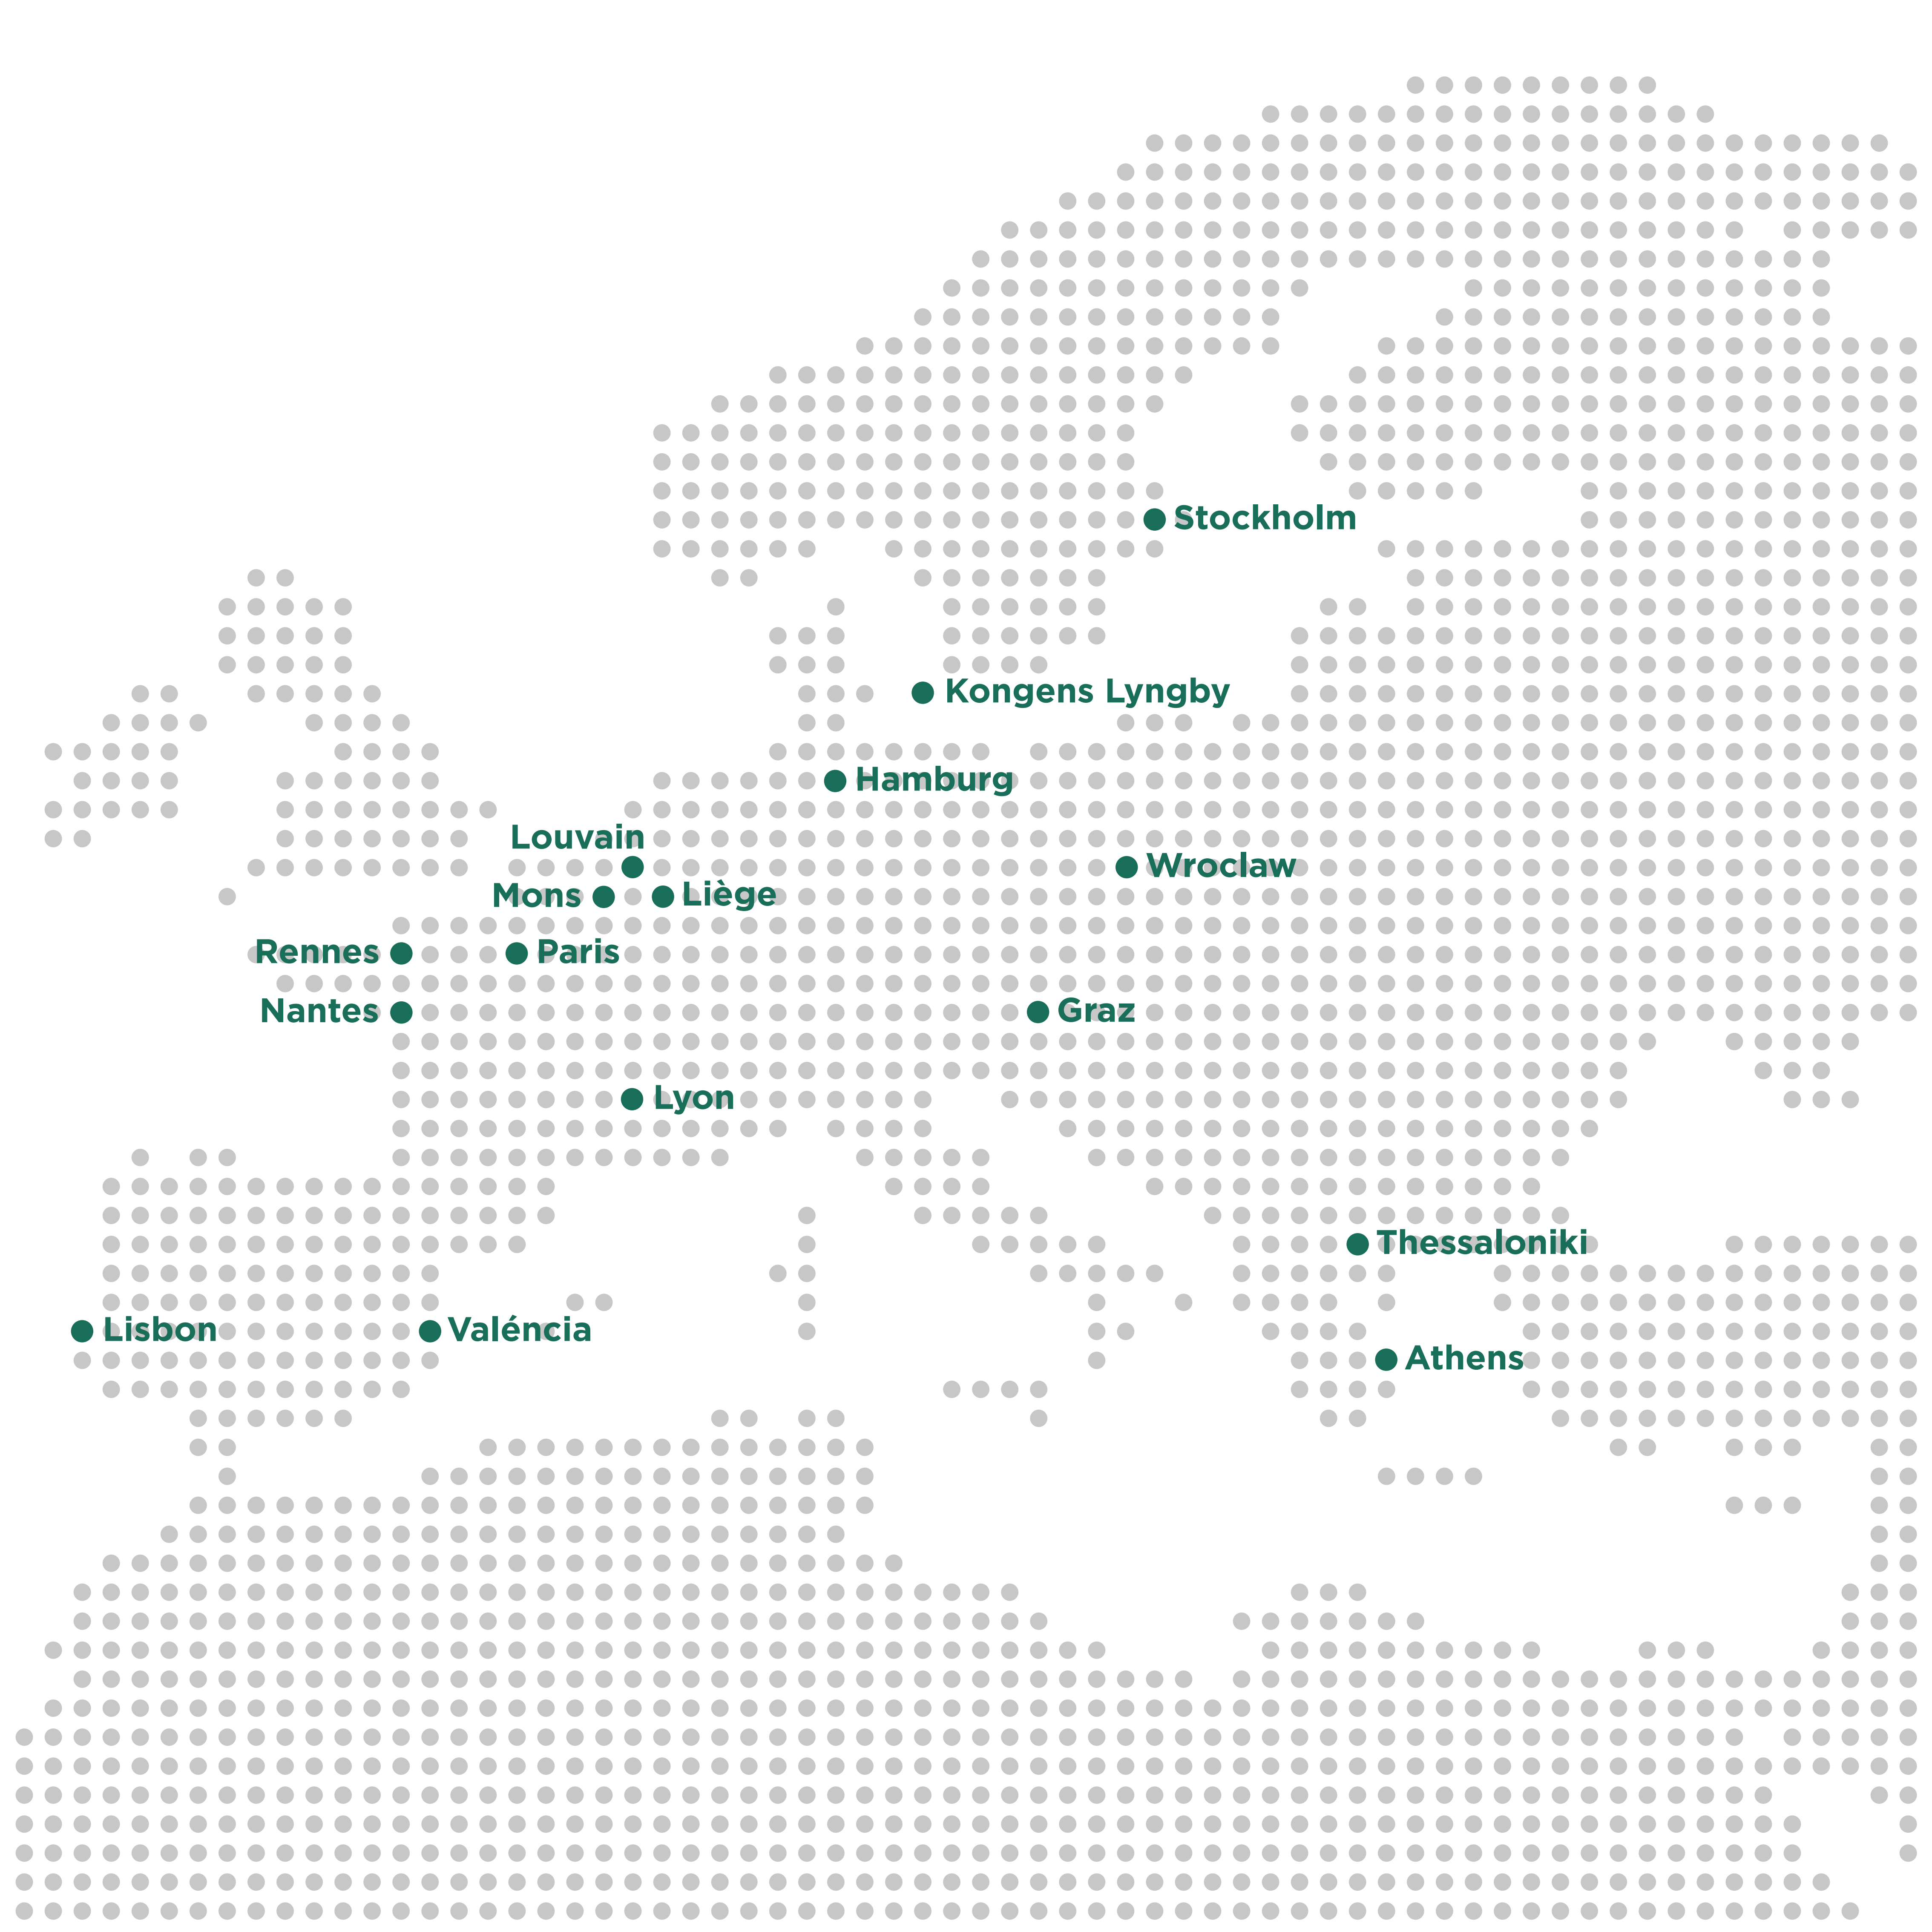 Stockholm
Kongens Lyngby
Hamburg
Louvain
Wroclaw
Mons
Liège
Rennes
Paris
Nantes
Graz
Lyon
Thessaloniki
Lisbon
Valéncia
Athens